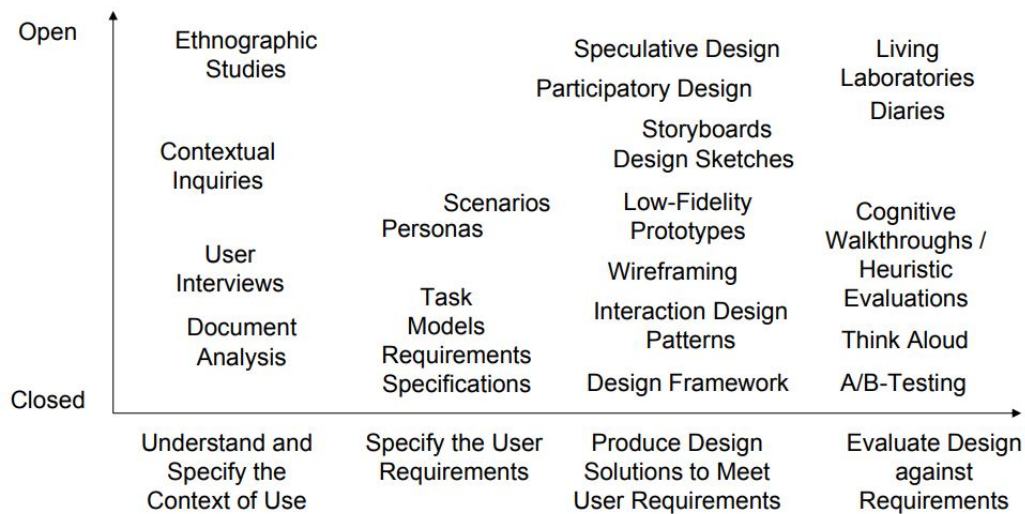 Open
Ethnographic
Studies
Contextual
Inquiries
User
Interviews
Document
Analysis
Scenarios
Personas
Task
Models
Requirements
Specifications
Speculative Design
Participatory Design
Storyboards
Design Sketches
Low-Fidelity
Prototypes
Wireframing
Interaction Design
Patterns
Design Framework
Living
Laboratories
Diaries
Cognitive
Walkthroughs /
Heuristic
Evaluations
Think Aloud
A/B-Testing
Closed
Understand and
Specify the
Context of Use
Specify the User
Requirements
Produce Design
Solutions to Meet
User Requirements
Evaluate Design
against
Requirements